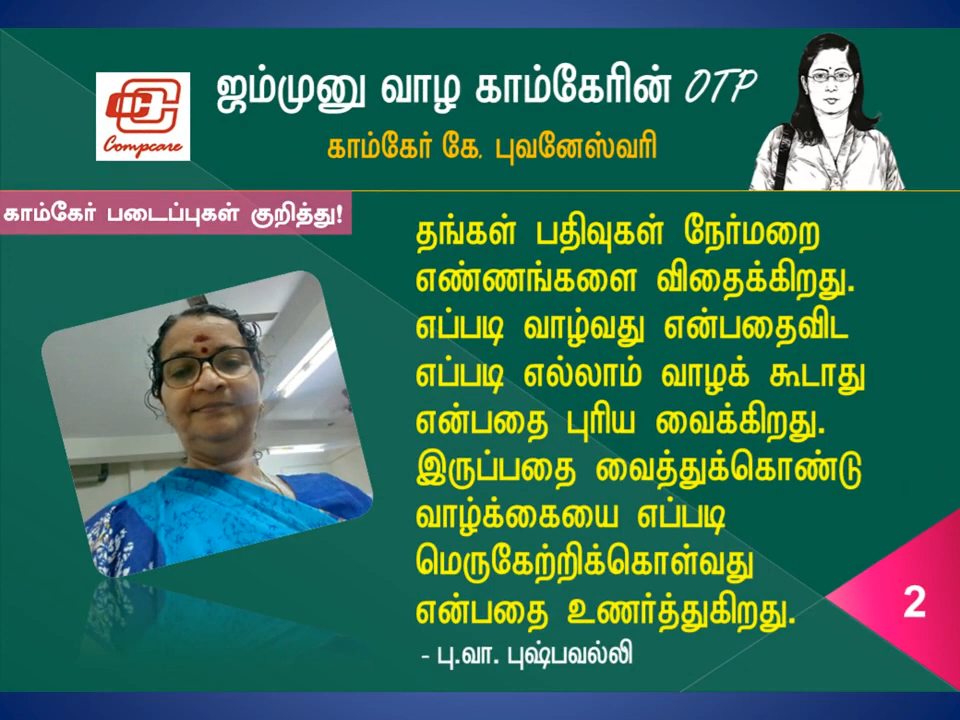 ஜம்முனு வாழ காம்கேரின் OTP
Compcare
காம்கேர் கே. புவனேஸ்வரி
காம்கேர் படைப்புகள் குறித்து!
தங்கள் பதிவுகள் நேர்மறை
எண்ணங்களை விதைக்கிறது.
எப்படி வாழ்வது என்பதைவிட
எப்படி எல்லாம் வாழக் கூடாது
என்பதை புரிய வைக்கிறது.
இருப்பதை வைத்துக்கொண்டு
வாழ்க்கையை எப்படி
மெருகேற்றிக்கொள்வது
என்பதை உணர்த்துகிறது.
2
- பு.வா. புஷ்பவல்லி